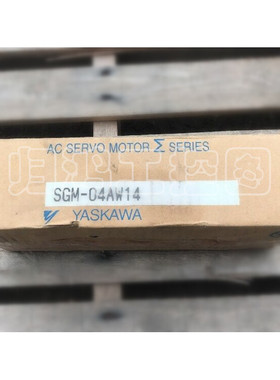 AC SERVO MOTOR Σ SERIES
SGM-04AW14
YASKAWA